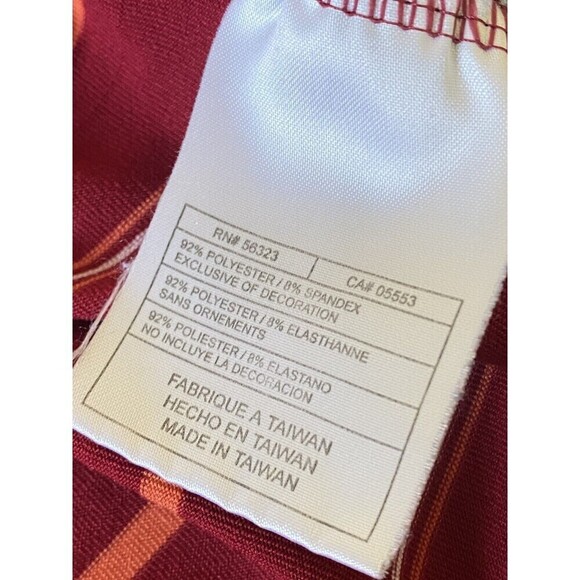 RN# 56323 CA# 05553
92% POLYESTER / 8% SPANDEX
EXCLUSIVE OF DECORATION
92% POLYESTER / 8% ELASTHANNE
SANS ORNEMENTS
92% POLIESTER / 8% ELASTANO
NO INCLUYE LA DECORACIÓN
FABRIQUE A TAIWAN
HECHO EN TAIWAN
MADE IN TAIWAN